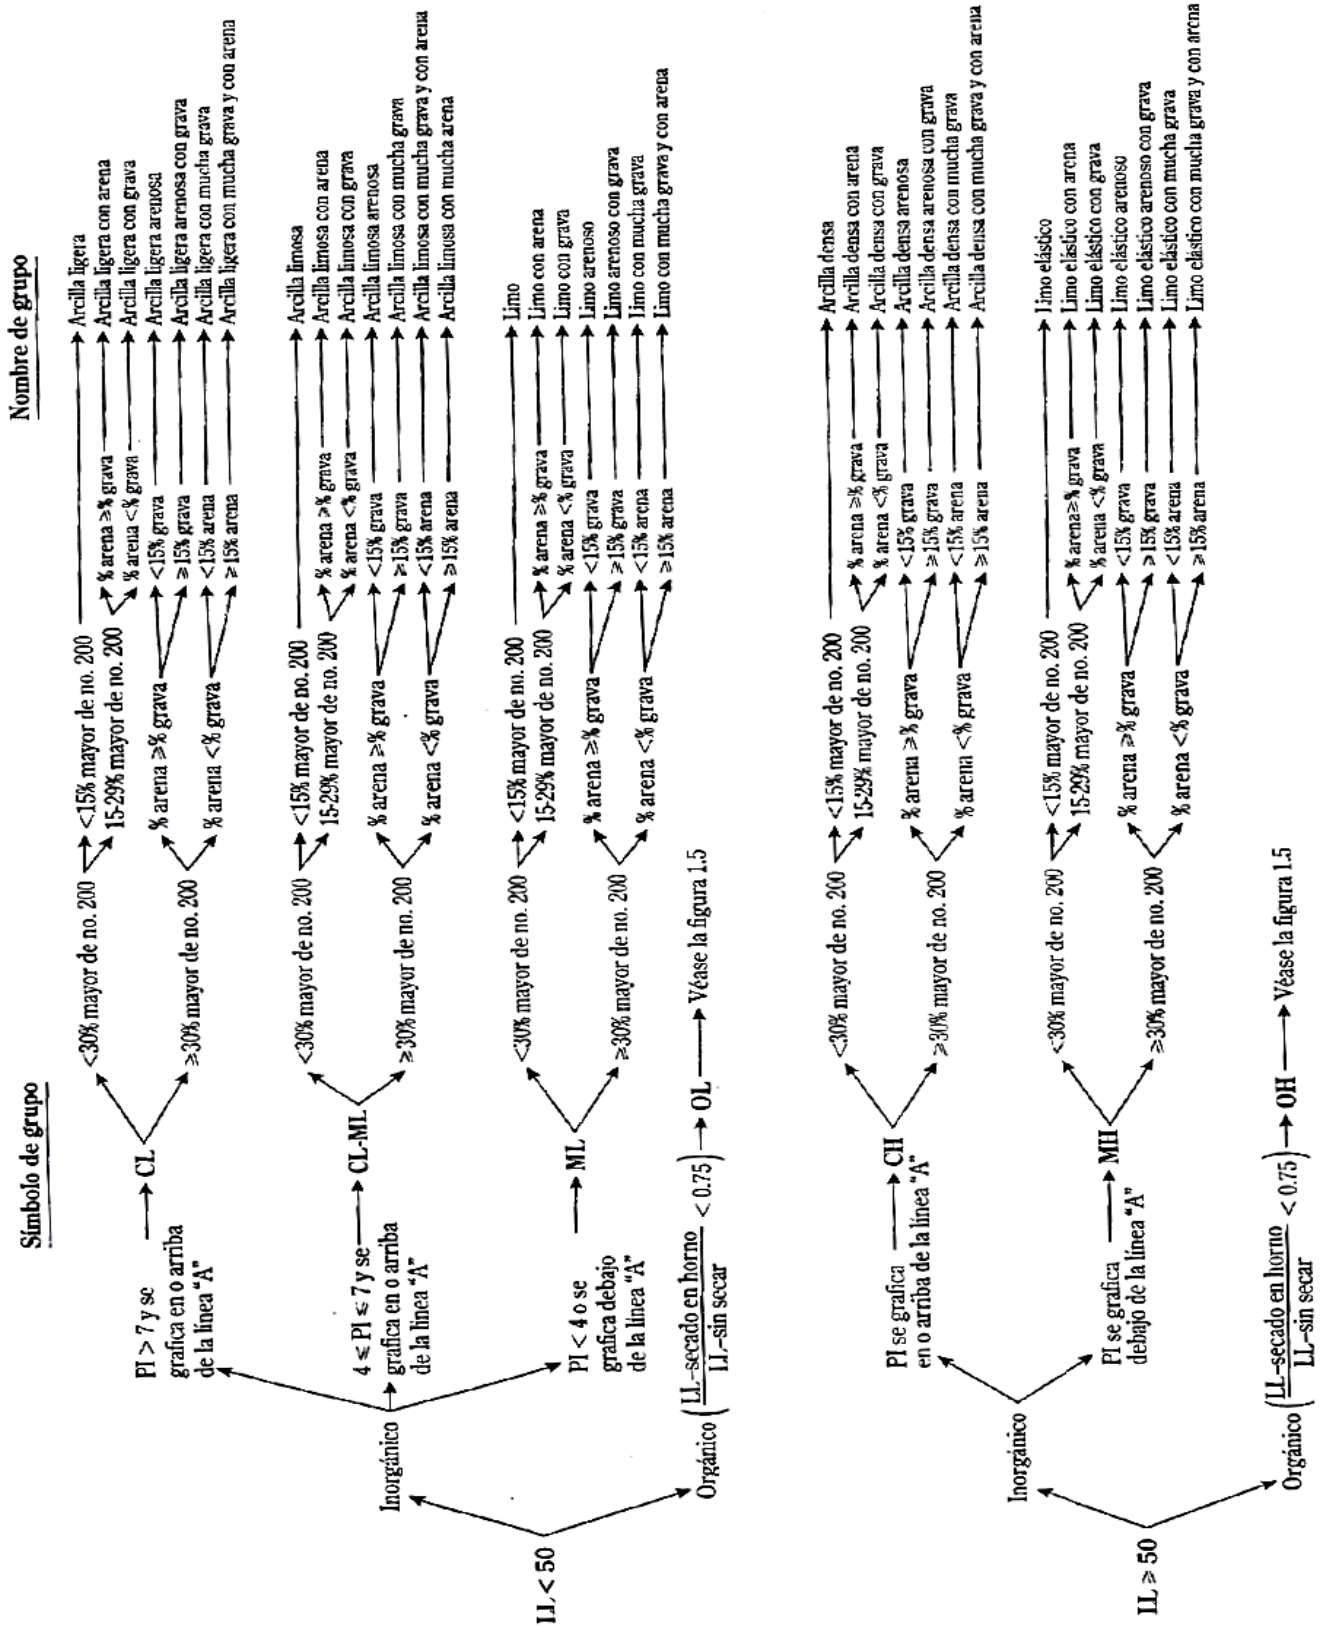 Símbolo de grupo
Nombre de grupo
LL < 50
Inorgánico
PI > 7 y se
grafica en o arriba
de la línea "A"
CL
<30% mayor de no. 200
<15% mayor de no. 200
Arcilla ligera
15-29% mayor de no. 200
% arena ≥% grava
Arcilla ligera con arena
% arena <% grava
Arcilla ligera con grava
≥30% mayor de no. 200
% arena ≥% grava
<15% grava
Arcilla ligera arenosa
≥15% grava
Arcilla ligera arenosa con grava
% arena <% grava
<15% arena
Arcilla ligera con mucha grava
≥15% arena
Arcilla ligera con mucha grava y con arena
4 ≤ PI ≤ 7 y se
grafica en o arriba
de la línea "A"
CL-ML
<30% mayor de no. 200
<15% mayor de no. 200
Arcilla limosa
15-29% mayor de no. 200
% arena ≥% grava
Arcilla limosa con arena
% arena <% grava
Arcilla limosa con grava
≥30% mayor de no. 200
% arena ≥% grava
<15% grava
Arcilla limosa arenosa
≥15% grava
Arcilla limosa con mucha grava
% arena <% grava
<15% arena
Arcilla limosa con mucha grava y con arena
≥15% arena
Arcilla limosa con mucha arena
PI < 4 o se
grafica debajo
de la línea "A"
ML
<30% mayor de no. 200
<15% mayor de no. 200
Limo
15-29% mayor de no. 200
% arena ≥% grava
Limo con arena
% arena <% grava
Limo con grava
≥30% mayor de no. 200
% arena ≥% grava
<15% grava
Limo arenoso
≥15% grava
Limo arenoso con grava
% arena <% grava
<15% arena
Limo con mucha grava
≥15% arena
Limo con mucha grava y con arena
Orgánico (LL–secado en horno / LL–sin secar < 0.75)
OL
Véase la figura 1.5
LL ≥ 50
Inorgánico
PI se grafica
en o arriba de la línea "A"
CH
<30% mayor de no. 200
<15% mayor de no. 200
Arcilla densa
15-29% mayor de no. 200
% arena ≥% grava
Arcilla densa con arena
% arena <% grava
Arcilla densa con grava
≥30% mayor de no. 200
% arena ≥% grava
<15% grava
Arcilla densa arenosa
≥15% grava
Arcilla densa arenosa con grava
% arena <% grava
<15% arena
Arcilla densa con mucha grava
≥15% arena
Arcilla densa con mucha grava y con arena
PI se grafica
debajo de la línea "A"
MH
<30% mayor de no. 200
<15% mayor de no. 200
Limo elástico
15-29% mayor de no. 200
% arena ≥% grava
Limo elástico con arena
% arena <% grava
Limo elástico con grava
≥30% mayor de no. 200
% arena ≥% grava
<15% grava
Limo elástico arenoso
≥15% grava
Limo elástico arenoso con grava
% arena <% grava
<15% arena
Limo elástico con mucha grava
≥15% arena
Limo elástico con mucha grava y con arena
Orgánico (LL–secado en horno / LL–sin secar < 0.75)
OH
Véase la figura 1.5